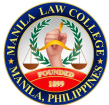 MANILA LAW COLLEGE
FOUNDED
1899
MANILA, PHILIPPINES